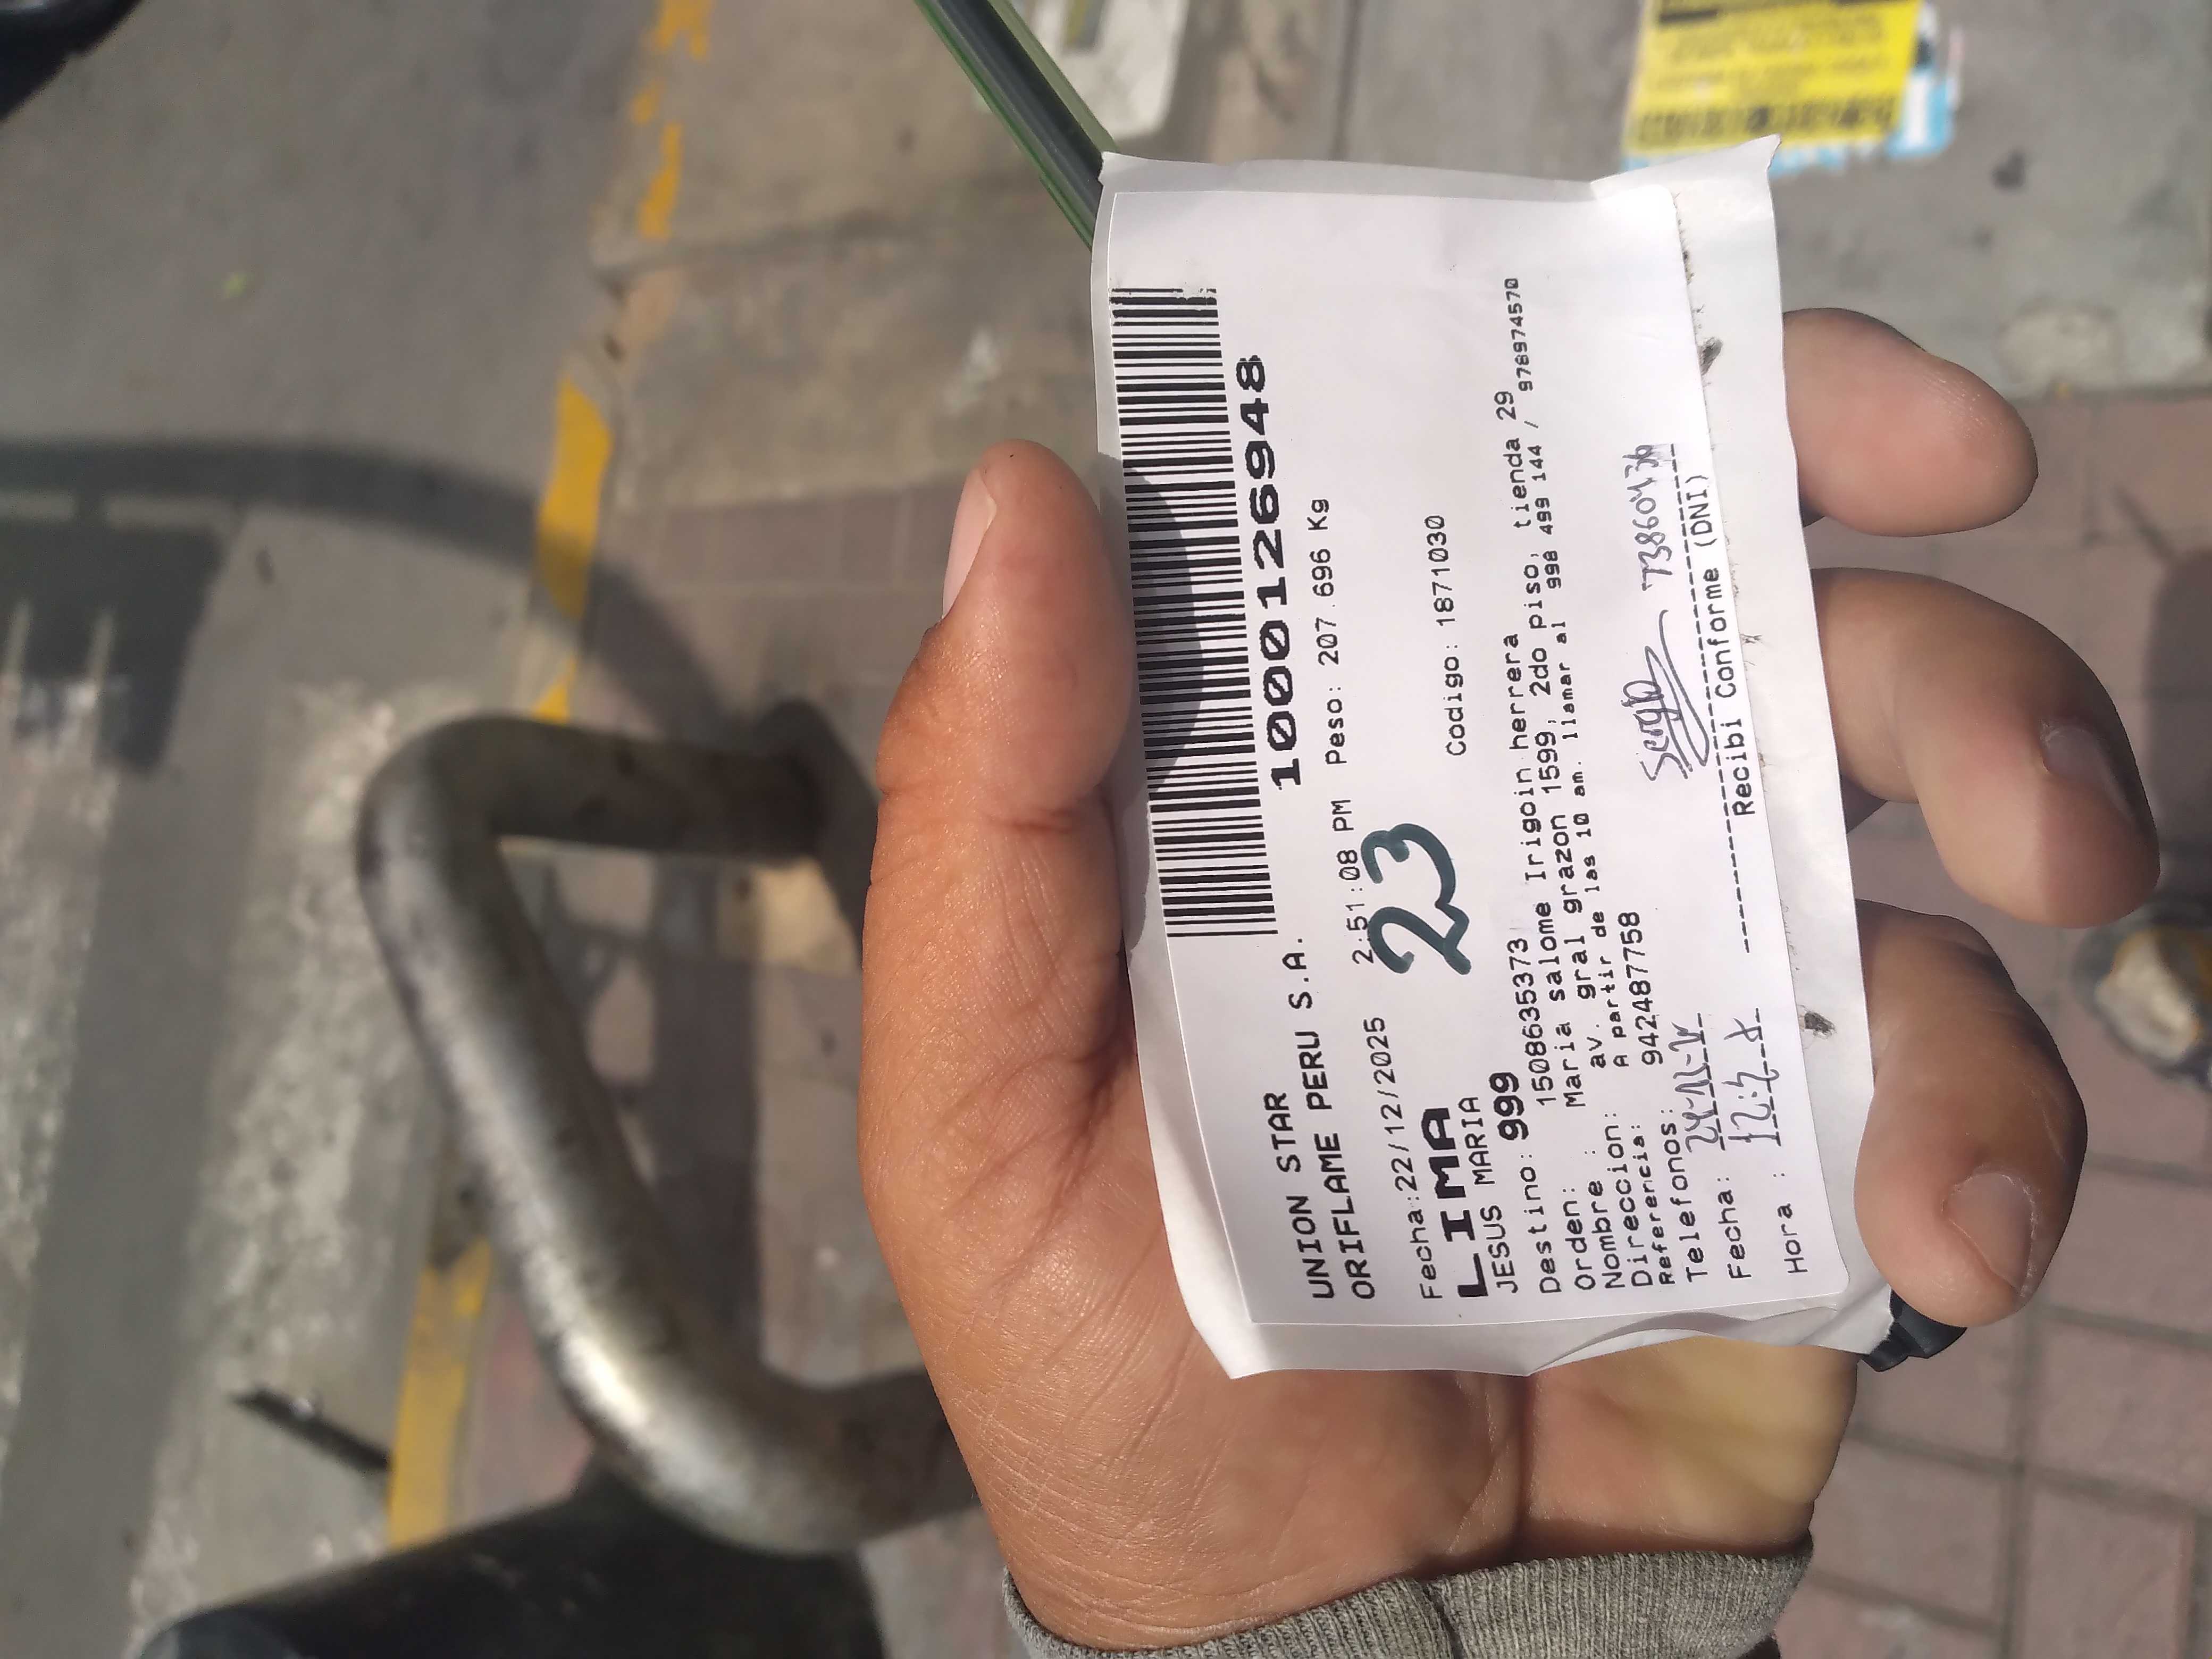 UNION STAR
ORIFLAME PERU S.A.
1000126948
Fecha:22/12/2025 2:51:08 PM Peso: 207.696 Kg
LIMA
23
JESUS MARIA
Codigo: 1871030
Destino: 999
Orden: 150863535373
Nombre : Maria salome Irigoin herrera
Direccion: av. gral grazon 1599, 2do piso, tienda 29
Referencia: A partir de las 10 am. llamar al 998 499 144 / 978974570
Telefonos: 942487758
Fecha:
Hora :
Recibi Conforme (DNI)